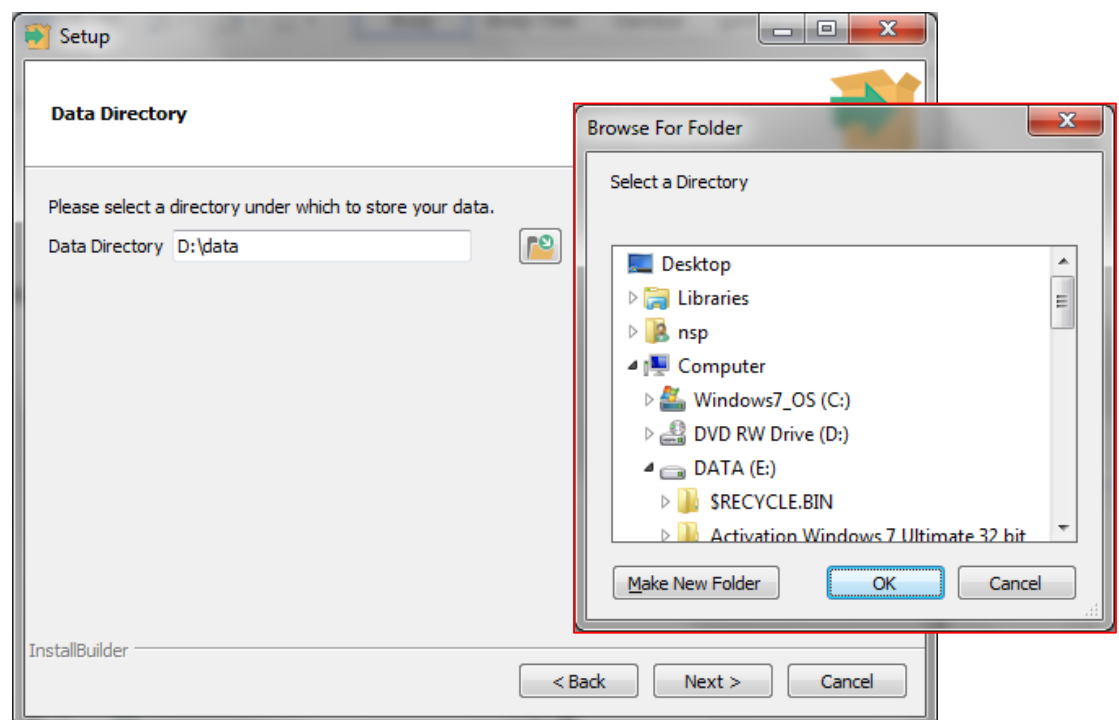 Setup
Data Directory
Please select a directory under which to store your data.
Data Directory D:\data
InstallBuilder
< Back Next > Cancel
Browse For Folder
Select a Directory
Desktop
Libraries
nsp
Computer
Windows7_OS (C:)
DVD RW Drive (D:)
DATA (E:)
$RECYCLE.BIN
Activation Windows 7 Ultimate 32 bit
Make New Folder OK Cancel